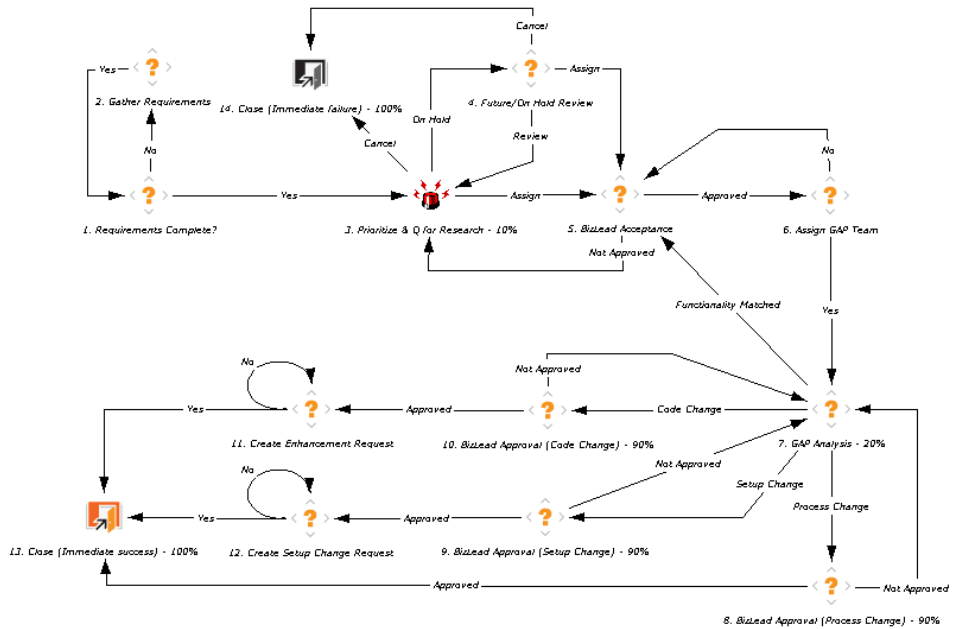 Cancel
Yes
Assign
2. Gather Requirements
14. Close (Immediate failure) - 100%
4. Future/On Hold Review
On Hold
Review
No
Cancel
No
Yes
Assign
Approved
1. Requirements Complete?
3. Prioritize & Q for Research - 10%
5. BizLead Acceptance
6. Assign GAP Team
Not Approved
Functionality Matched
Yes
No
Not Approved
Yes
Approved
Code Change
11. Create Enhancement Request
10. BizLead Approval (Code Change) - 90%
7. GAP Analysis - 20%
No
Not Approved
Setup Change
Process Change
Yes
Approved
13. Close (Immediate success) - 100%
12. Create Setup Change Request
9. BizLead Approval (Setup Change) - 90%
Approved
Not Approved
8. BizLead Approval (Process Change) - 90%